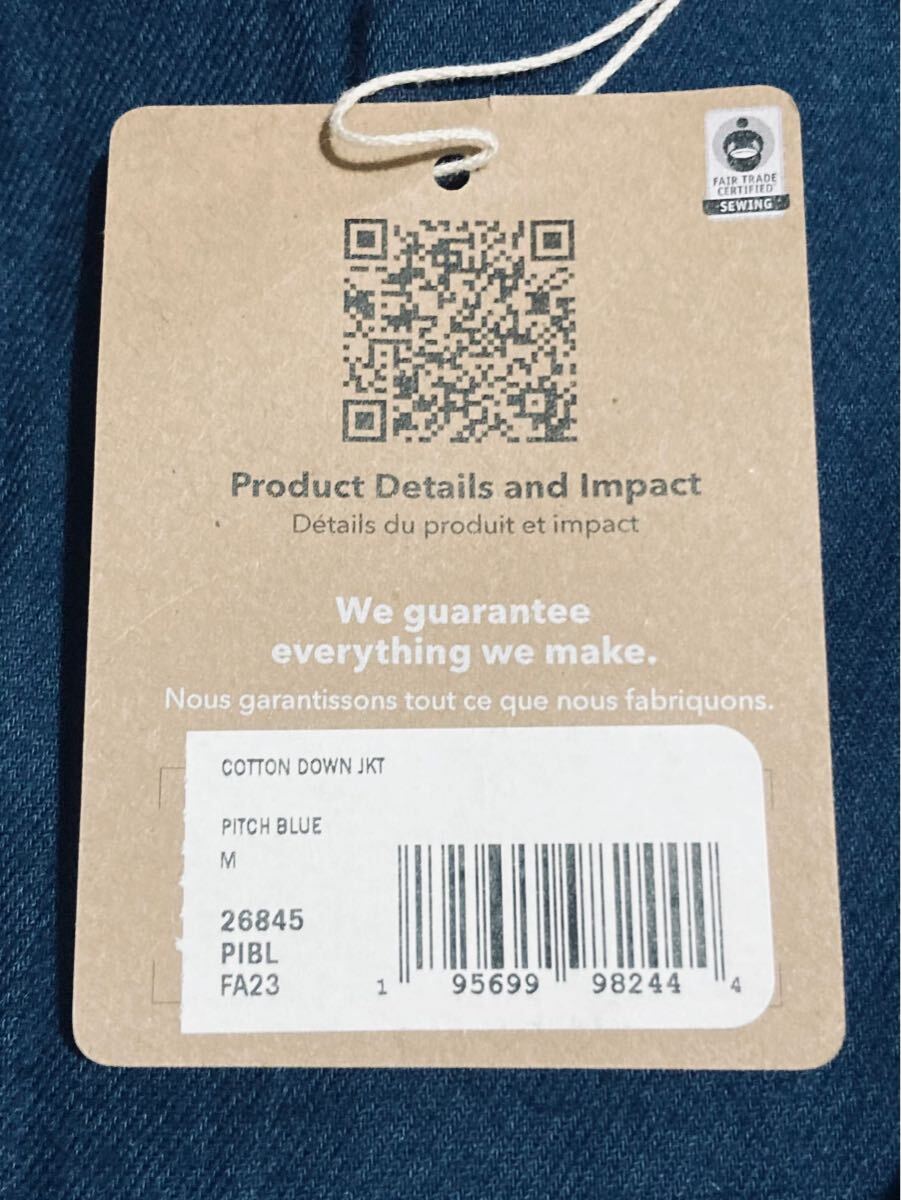 FAIR TRADE
CERTIFIED
SEWING
Product Details and Impact
Détails du produit et impact
We guarantee
everything we make.
Nous garantissons tout ce que nous fabriquons.
COTTON DOWN JKT
PITCH BLUE
M
26845
PIBL
FA23
1 95699 98244 4